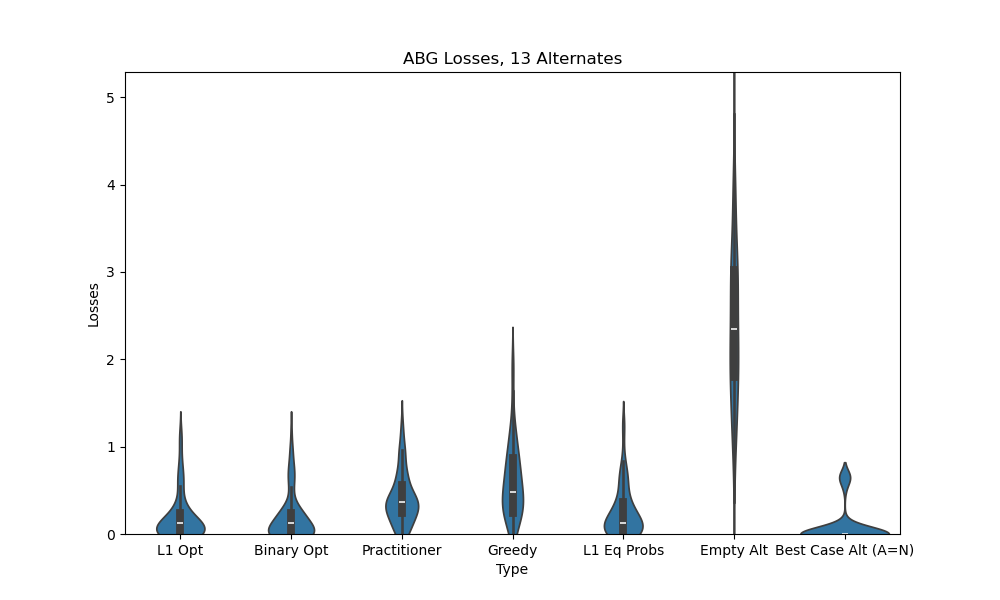 ABG Losses, 13 Alternates
Losses
5
4
3
2
1
0
L1 Opt Binary Opt Practitioner Greedy L1 Eq Probs Empty Alt Best Case Alt (A=N)
Type